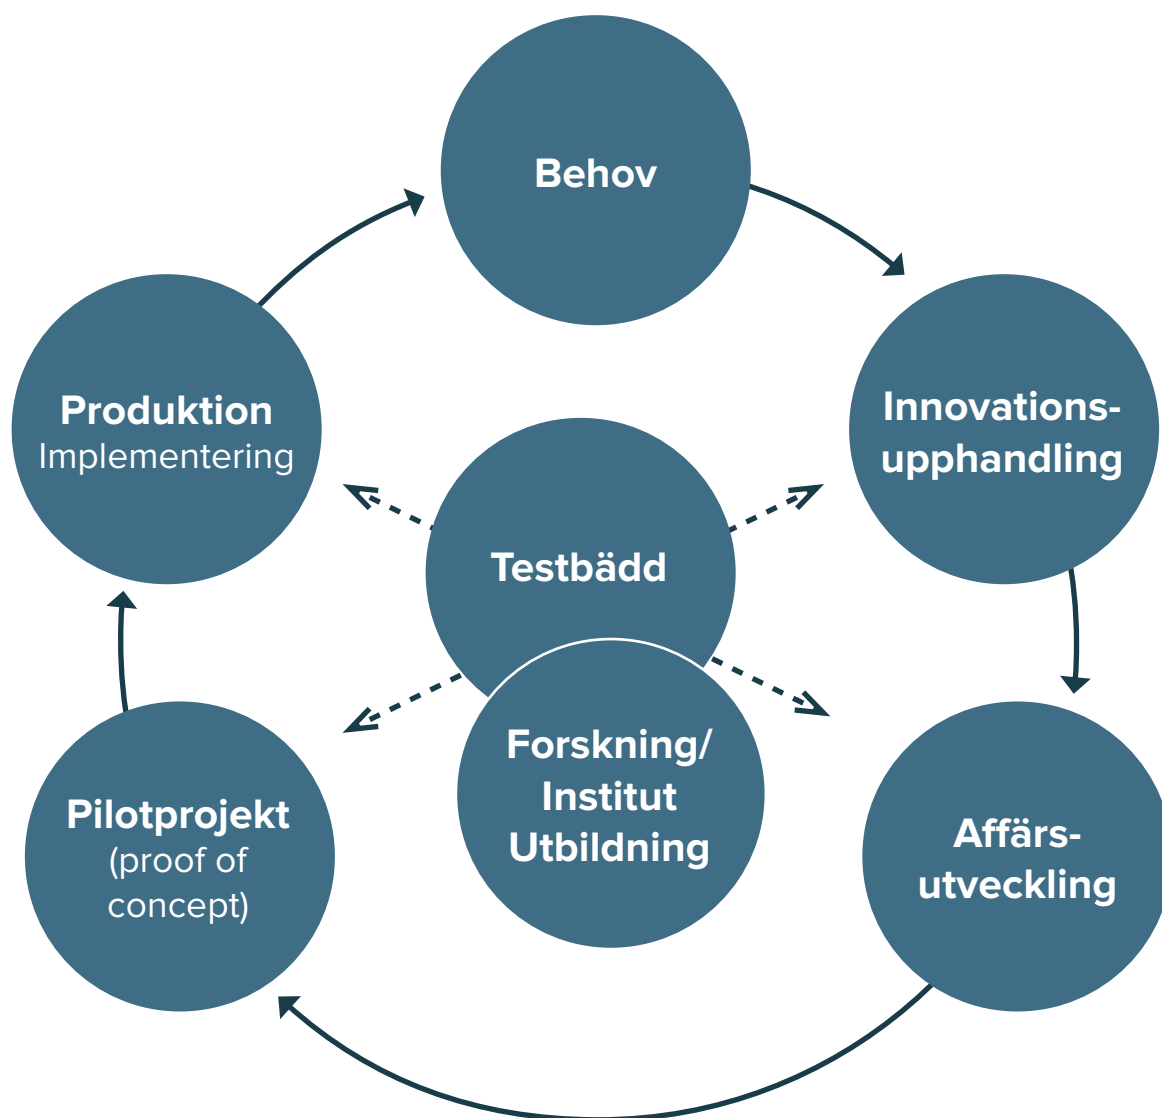 Behov
Innovations-
upphandling
Produktion
Implementering
Testbädd
Forskning/
Institut
Utbildning
Pilotprojekt
(proof of
concept)
Affärs-
utveckling